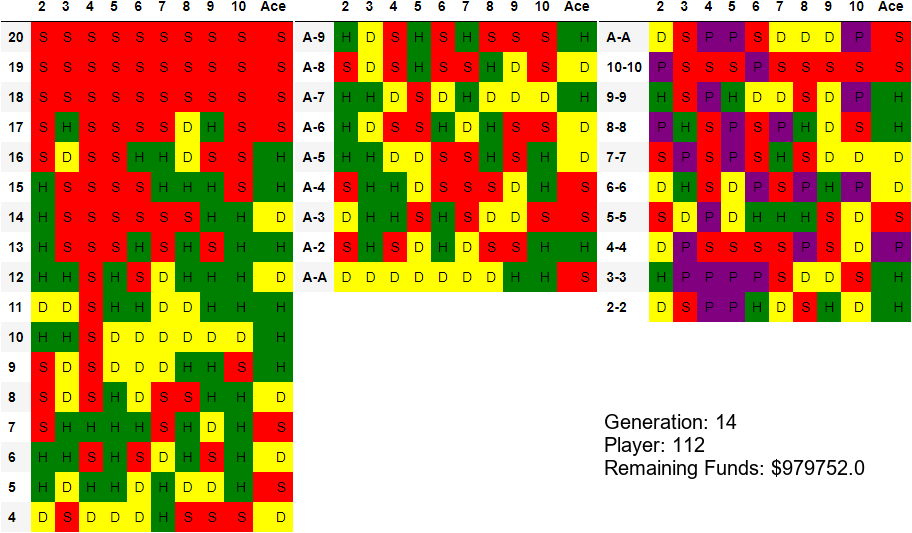 2 3 4 5 6 7 8 9 10 Ace
20 S S S S S S S S S S
19 S S S S S S S S S S
18 S S S S S S S S S S
17 S H S S S S D H S S
16 S D S S H H D S S H
15 H S S S S H H H S H
14 H S S S S S S H H D
13 H S S S H S H S H H
12 H H S H S D H H H D
11 D D S H H D D H H H
10 H H S D D D D D D H
9 S D S D D D H H S H
8 S D S H D S S H H D
7 S H H H H S H D H S
6 H H S H S D H S H D
5 H D H H D H D D H S
4 D S D D D H S S S D
2 3 4 5 6 7 8 9 10 Ace
A-9 H D S H S H S S S H
A-8 S D S H S S H D S D
A-7 H H D S D H D D D H
A-6 H D S S H D H S S D
A-5 H H D D S S H S H D
A-4 S H H D S S S D H S
A-3 D H H S H S D D S S
A-2 S H S D H D S S H H
A-A D D D D D D D H H S
2 3 4 5 6 7 8 9 10 Ace
A-A D S P P S D D D P S
10-10 P S S S P S S S S S
9-9 H S P H D D S D P H
8-8 P H S P S P H D S H
7-7 S P S P S H S D D D
6-6 D H S D P S P H P D
5-5 S D P D H H H S D S
4-4 D P S S S S P S D P
3-3 H P P P P S D D S H
2-2 D S P P H D S H D H
Generation: 14
Player: 112
Remaining Funds: $979752.0